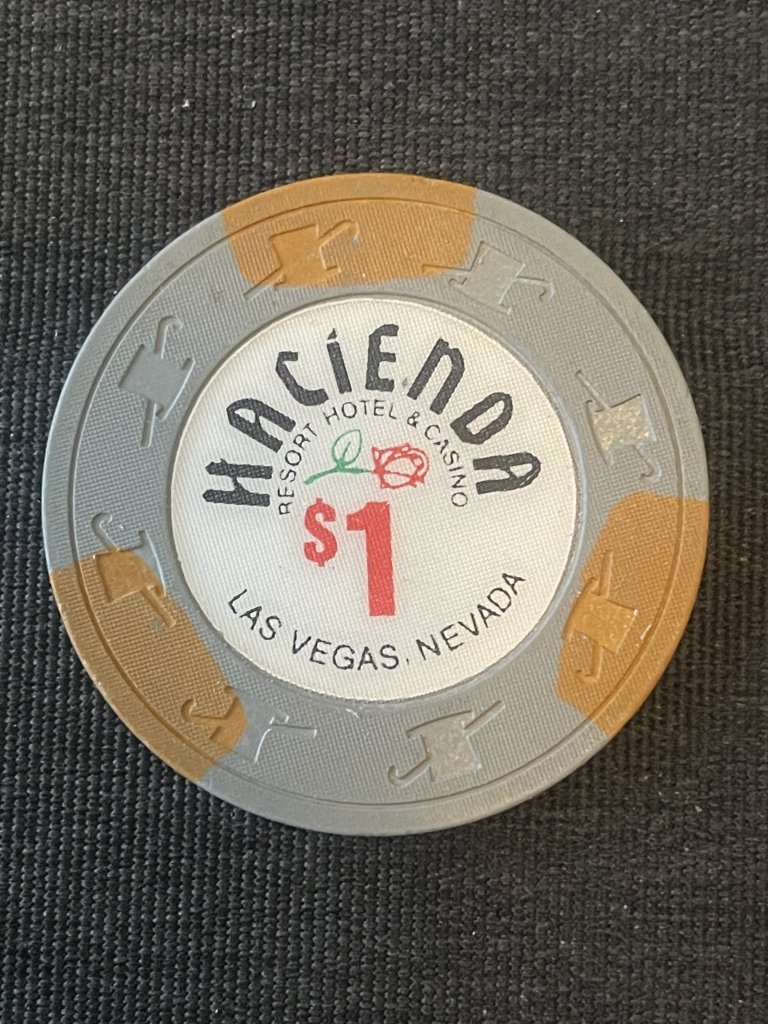 HACIENDA
RESORT HOTEL & CASINO
$1
LAS VEGAS, NEVADA